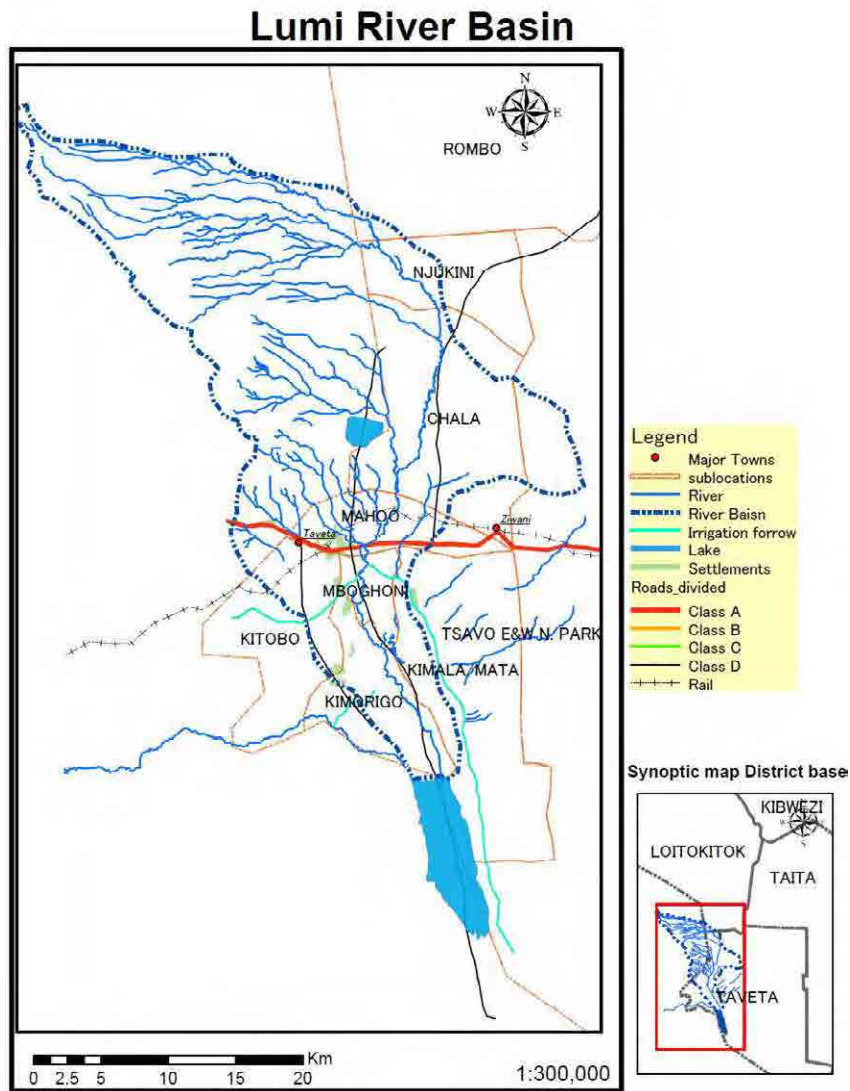 Lumi River Basin
N
W E
S
ROMBO
NJUKINI
CHALA
MAHOO
Ziwani
Taveta
MBOGHONI
KITOBO
TSAVO E&W N. PARK
KIMALA MATA
KIMORIGO
Legend
Major Towns
sublocations
River
River Baisn
Irrigation forrow
Lake
Settlements
Roads_divided
Class A
Class B
Class C
Class D
Rail
Synoptic map District base
KIBWEZI
LOITOKITOK
TAITA
TAVETA
Km
0 2.5 5 10 15 20
1:300,000